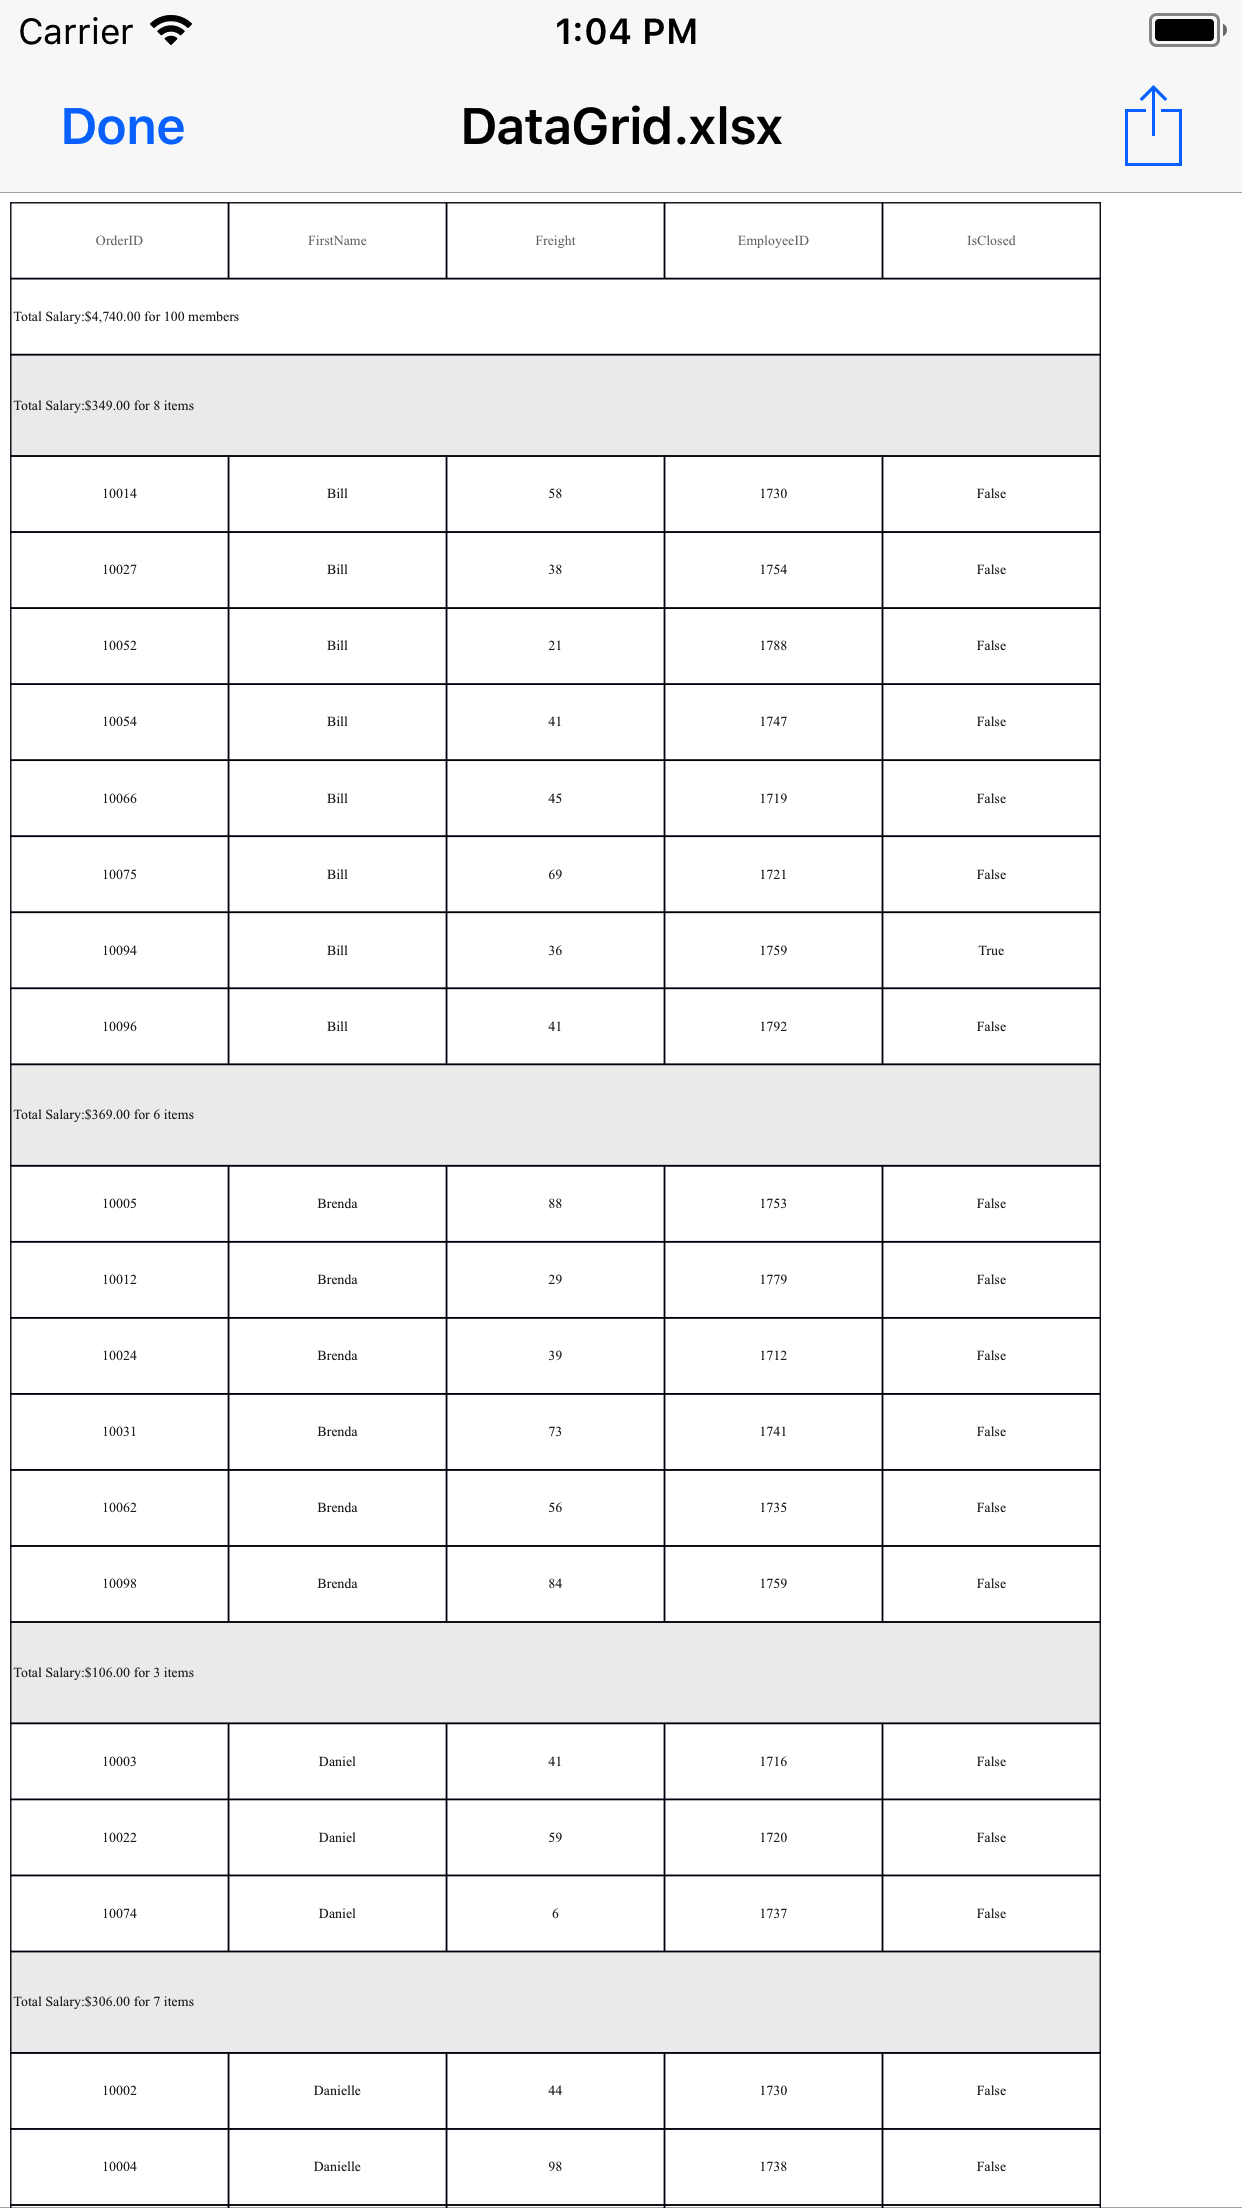 Carrier 1:04 PM
Done DataGrid.xlsx
OrderID FirstName Freight EmployeeID IsClosed
Total Salary:$4,740.00 for 100 members
Total Salary:$349.00 for 8 items
10014 Bill 58 1730 False
10027 Bill 38 1754 False
10052 Bill 21 1788 False
10054 Bill 41 1747 False
10066 Bill 45 1719 False
10075 Bill 69 1721 False
10094 Bill 36 1759 True
10096 Bill 41 1792 False
Total Salary:$369.00 for 6 items
10005 Brenda 88 1753 False
10012 Brenda 29 1779 False
10024 Brenda 39 1712 False
10031 Brenda 73 1741 False
10062 Brenda 56 1735 False
10098 Brenda 84 1759 False
Total Salary:$106.00 for 3 items
10003 Daniel 41 1716 False
10022 Daniel 59 1720 False
10074 Daniel 6 1737 False
Total Salary:$306.00 for 7 items
10002 Danielle 44 1730 False
10004 Danielle 98 1738 False